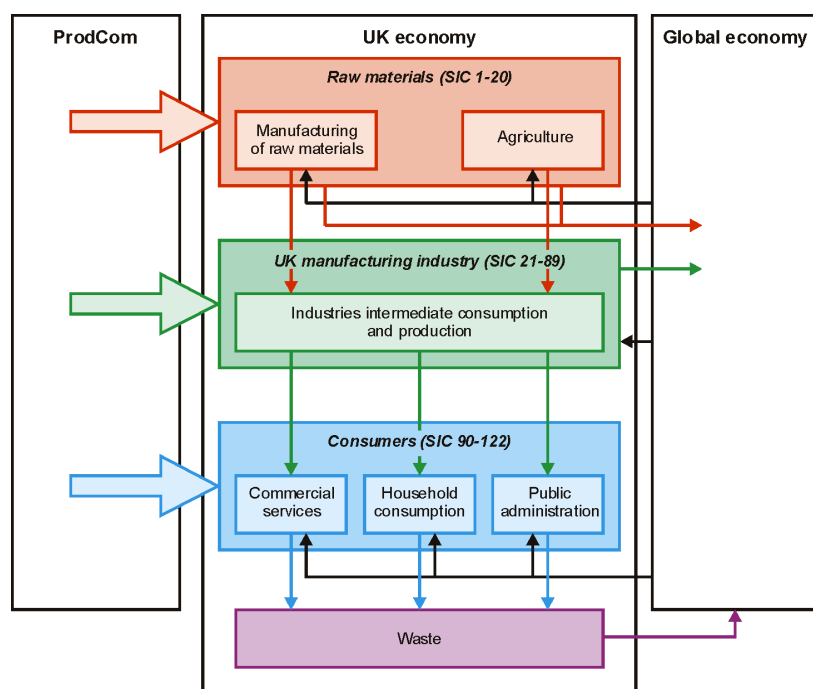 ProdCom
UK economy
Global economy
Raw materials (SIC 1-20)
Manufacturing
of raw materials
Agriculture
UK manufacturing industry (SIC 21-89)
Industries intermediate consumption
and production
Consumers (SIC 90-122)
Commercial
services
Household
consumption
Public
administration
Waste